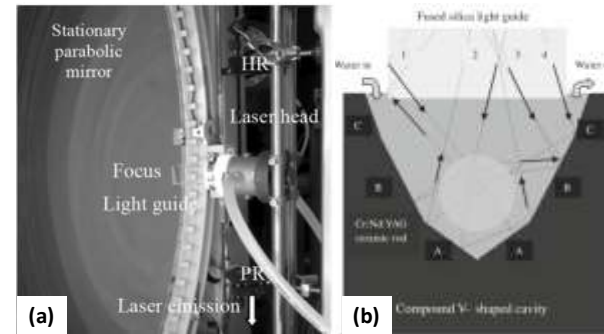 Stationary
parabolic
mirror
HR
Laser head
Focus
Light guide
PR
Laser emission
(a)
Fused silica light guide
Water in
1 2 3 4
Water
C C
B B
Cr:Nd:YAG
ceramic rod
A A
Compound V- shaped cavity
(b)